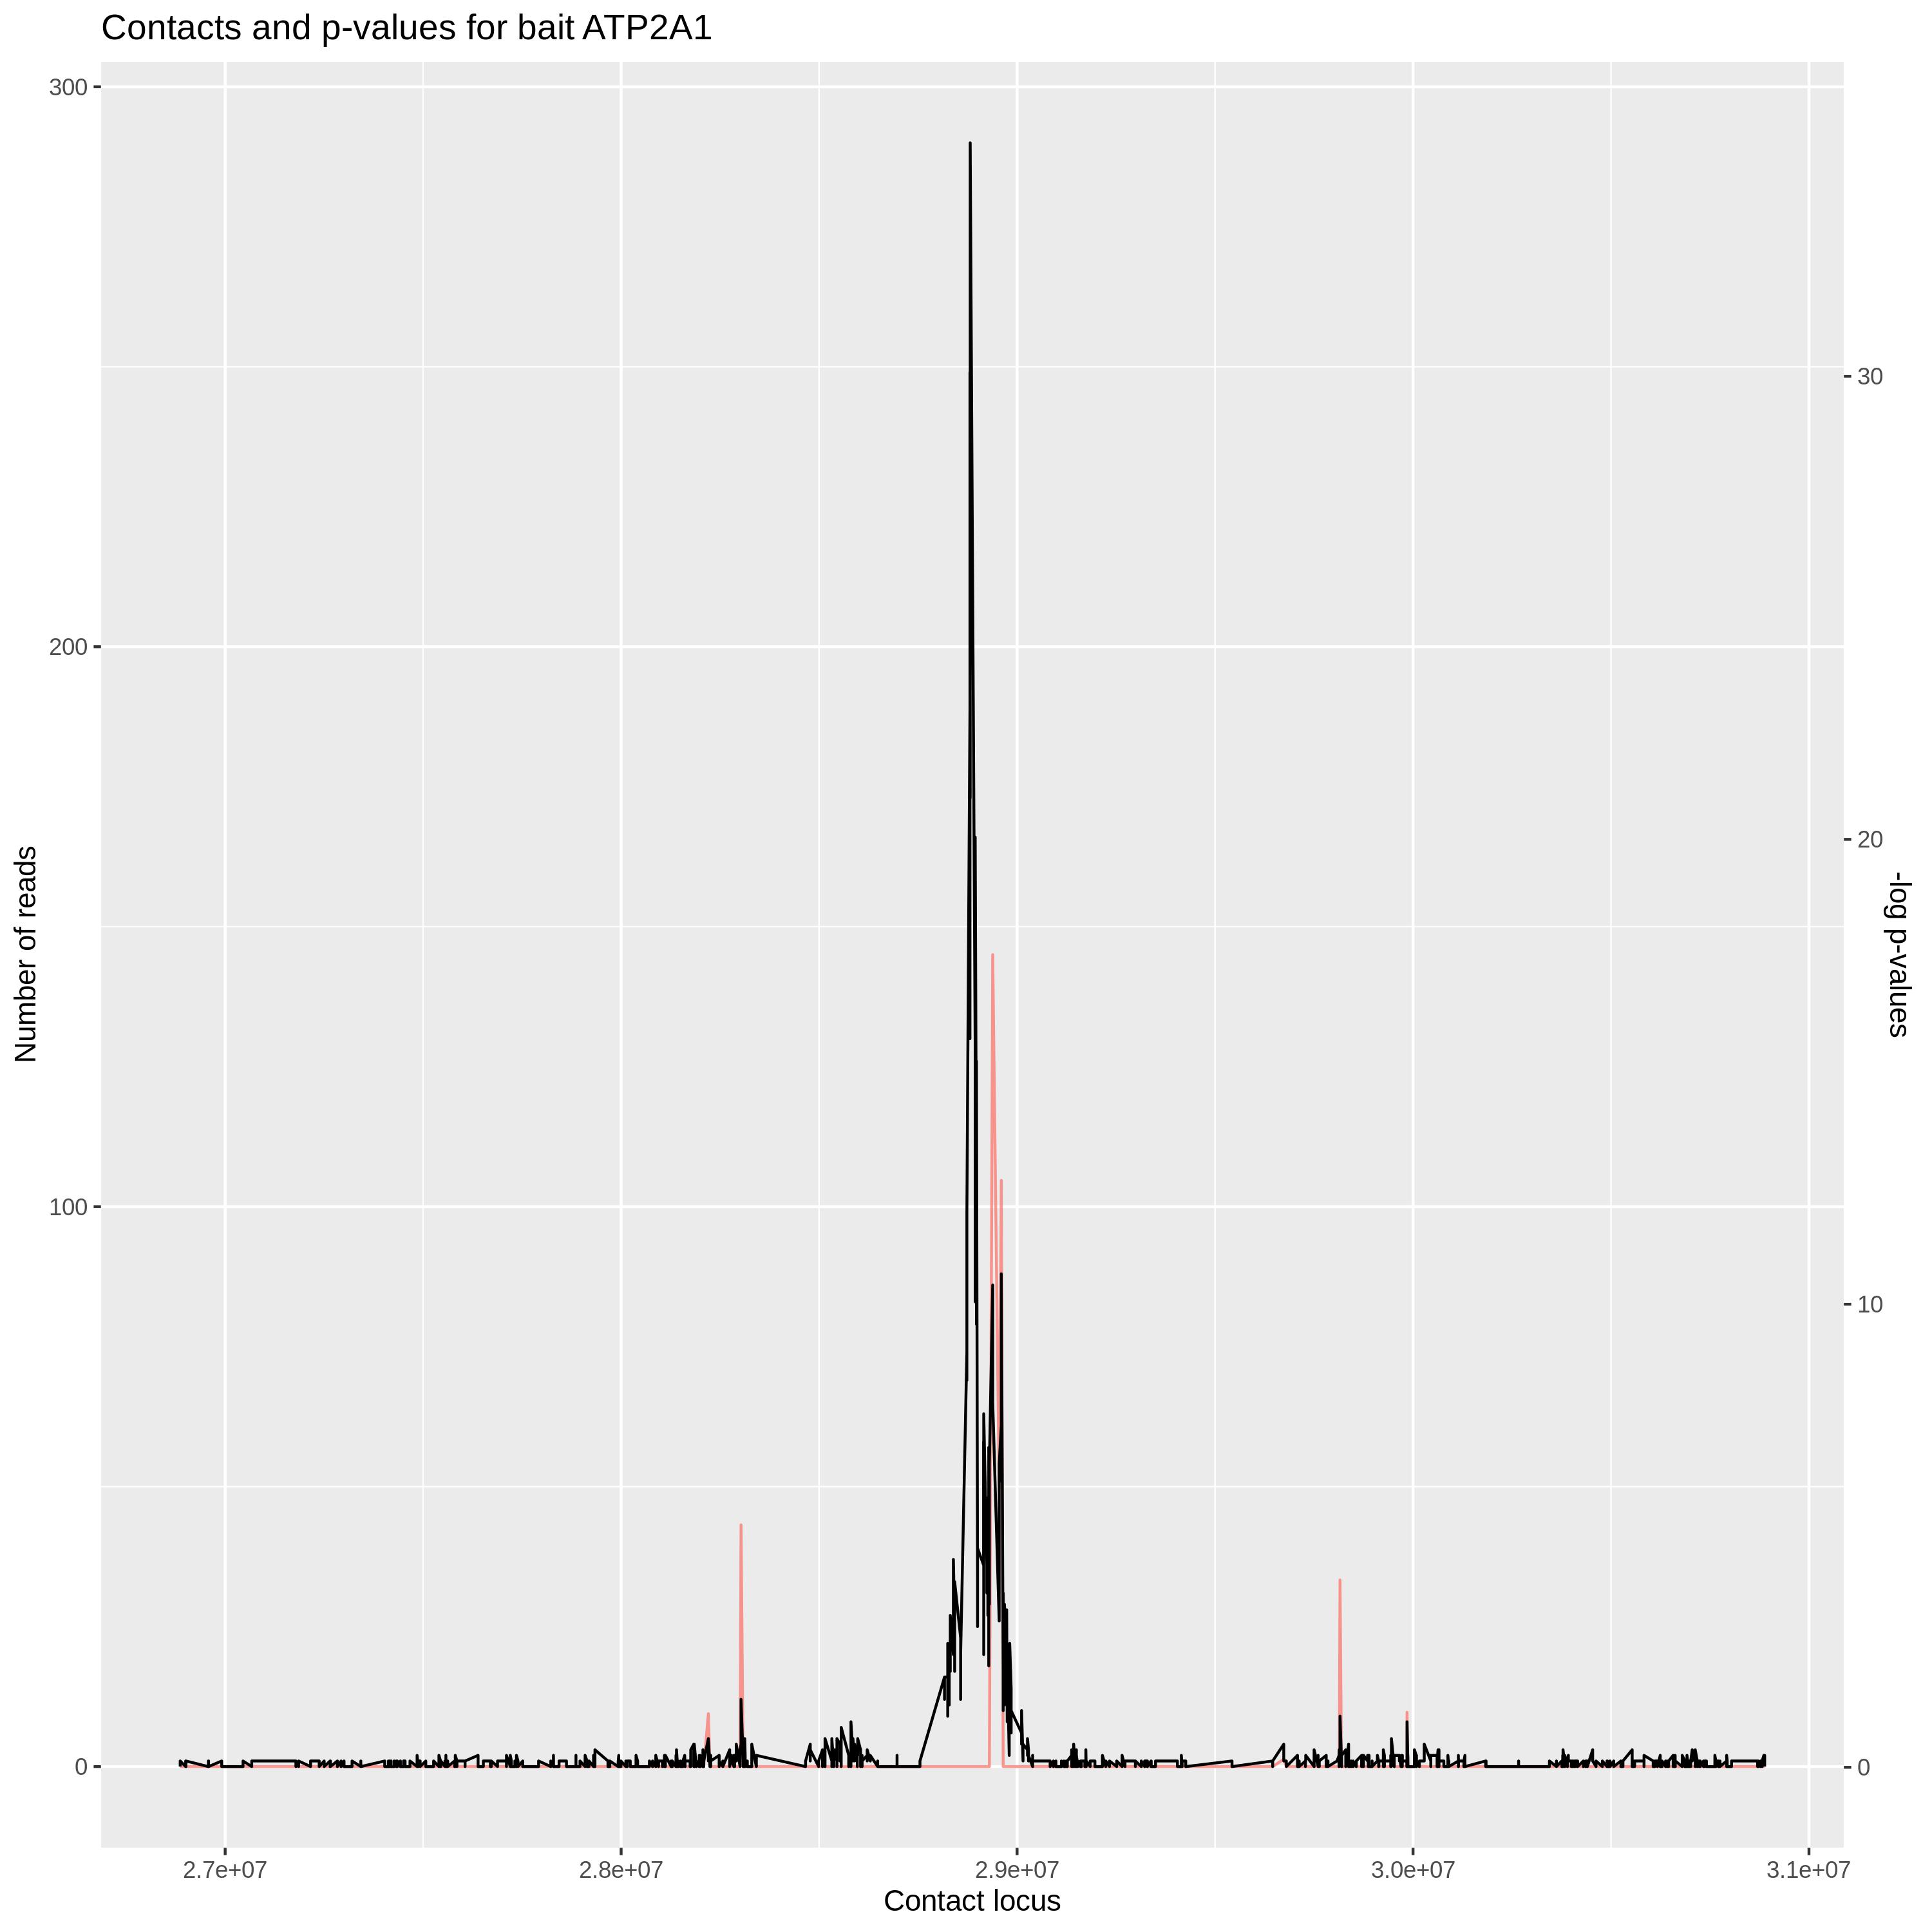 Contacts and p-values for bait ATP2A1
300
200
100
0
Number of reads
30
20
10
0
-log p-values
2.7e+07
2.8e+07
2.9e+07
3.0e+07
3.1e+07
Contact locus